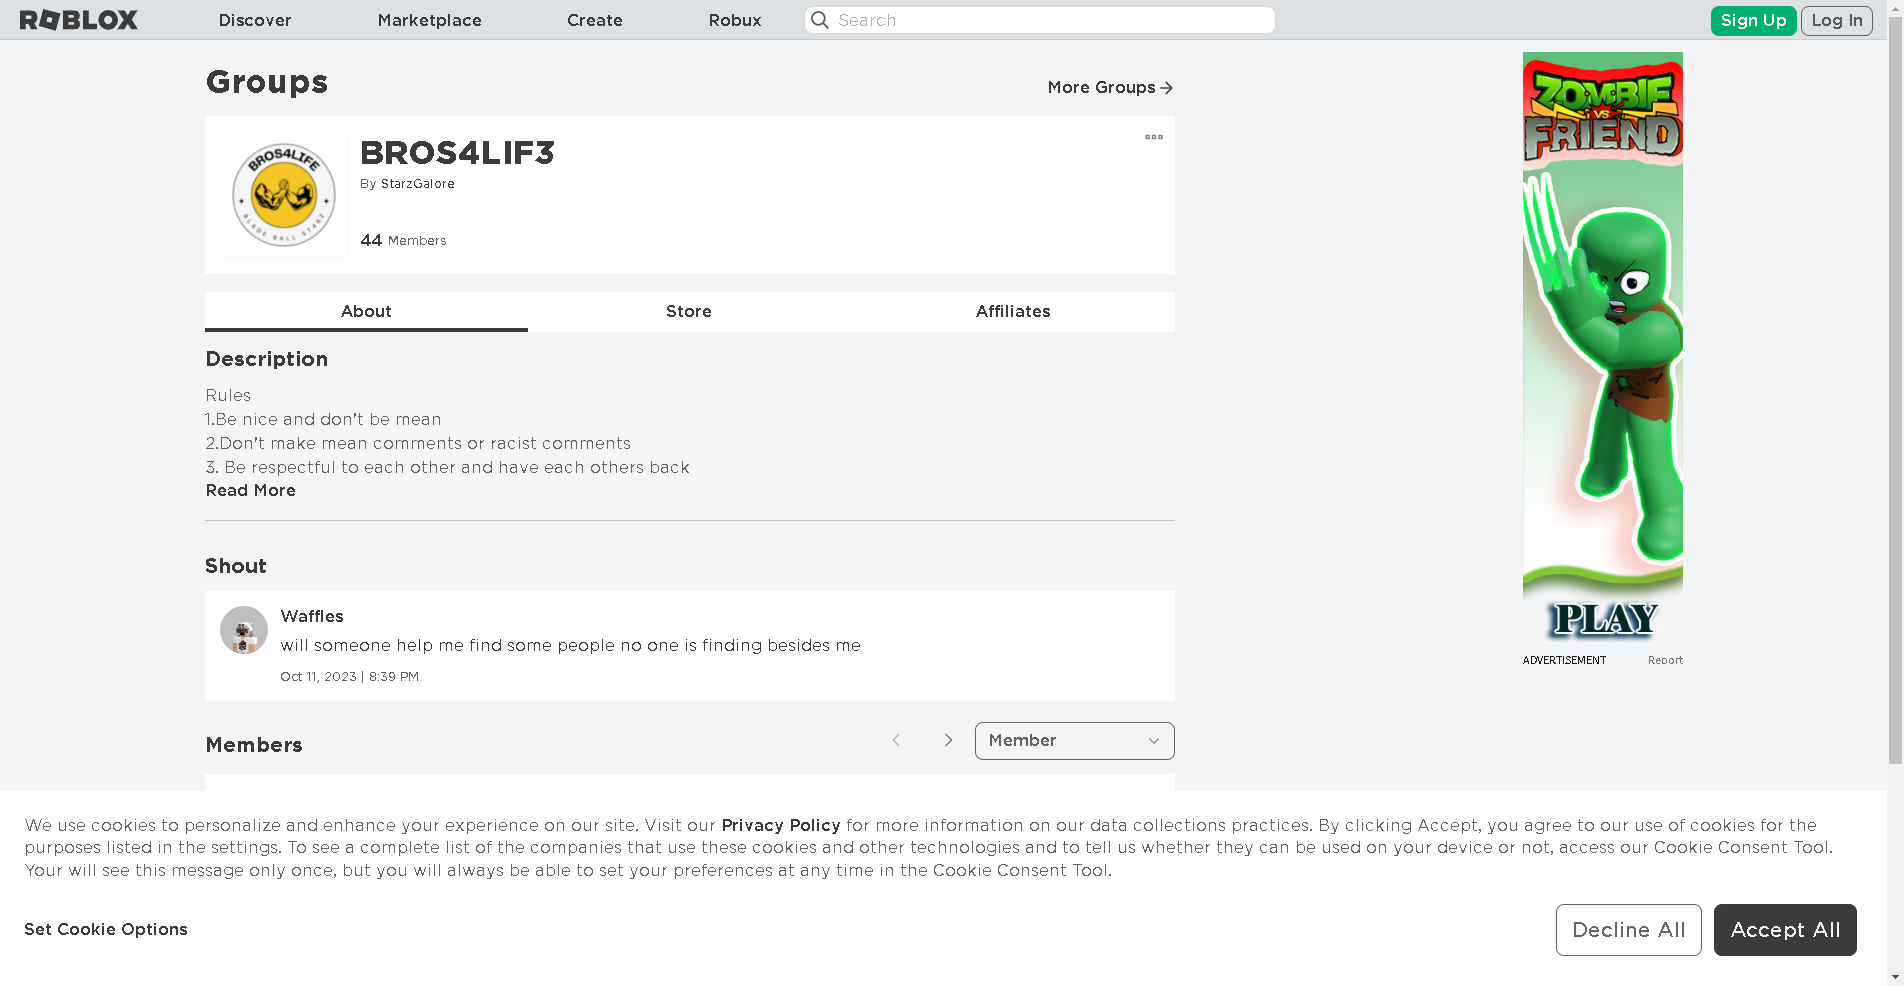 ROBLOX
Discover
Marketplace
Create
Robux
Search
Sign Up
Log In
Groups
More Groups
BROS4LIFE
BLADE BALL STARZ
BROS4LIF3
By StarzGalore
44 Members
About
Store
Affiliates
Description
Rules
1.Be nice and don't be mean
2.Don't make mean comments or racist comments
3. Be respectful to each other and have each others back
Read More
Shout
Waffles
will someone help me find some people no one is finding besides me
Oct 11, 2023 | 8:39 PM
Members
Member
ZOMBIE
VS
FRIEND
PLAY
ADVERTISEMENT
Report
We use cookies to personalize and enhance your experience on our site. Visit our Privacy Policy for more information on our data collections practices. By clicking Accept, you agree to our use of cookies for the
purposes listed in the settings. To see a complete list of the companies that use these cookies and other technologies and to tell us whether they can be used on your device or not, access our Cookie Consent Tool.
Your will see this message only once, but you will always be able to set your preferences at any time in the Cookie Consent Tool.
Set Cookie Options
Decline All
Accept All